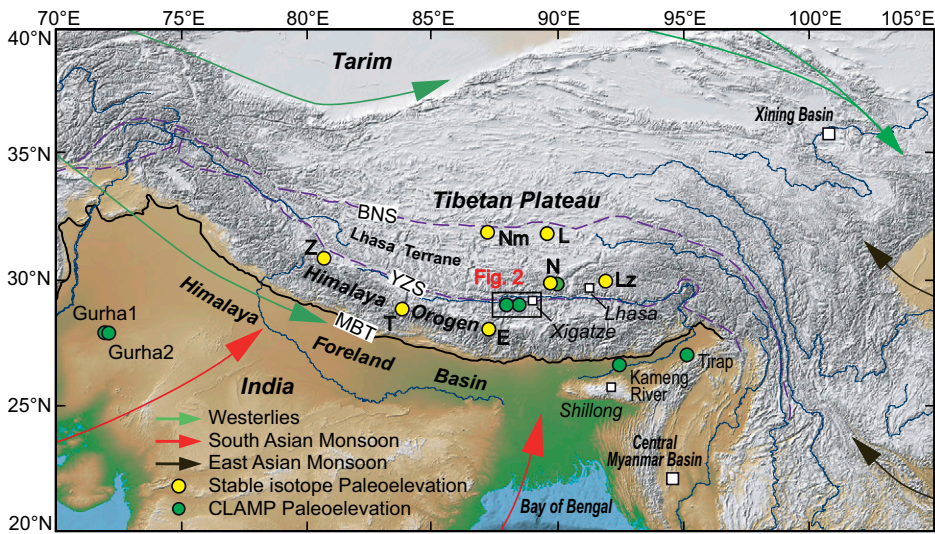 70°E 75°E 80°E 85°E 90°E 95°E 100°E 105°E
40°N
Tarim
Xining Basin
35°N
BNS
Tibetan Plateau
Lhasa Terrane
Nm
L
Z
30°N
YZS
N
Fig. 2
Lz
Himalaya
Orogen
Lhasa
Xigatze
T
E
MBT
Himalaya
Foreland
Basin
Gurha1
Gurha2
Tirap
Kameng
River
India
25°N
Shillong
Westerlies
South Asian Monsoon
East Asian Monsoon
Stable isotope Paleoelevation
CLAMP Paleoelevation
Central
Myanmar Basin
Bay of Bengal
20°N